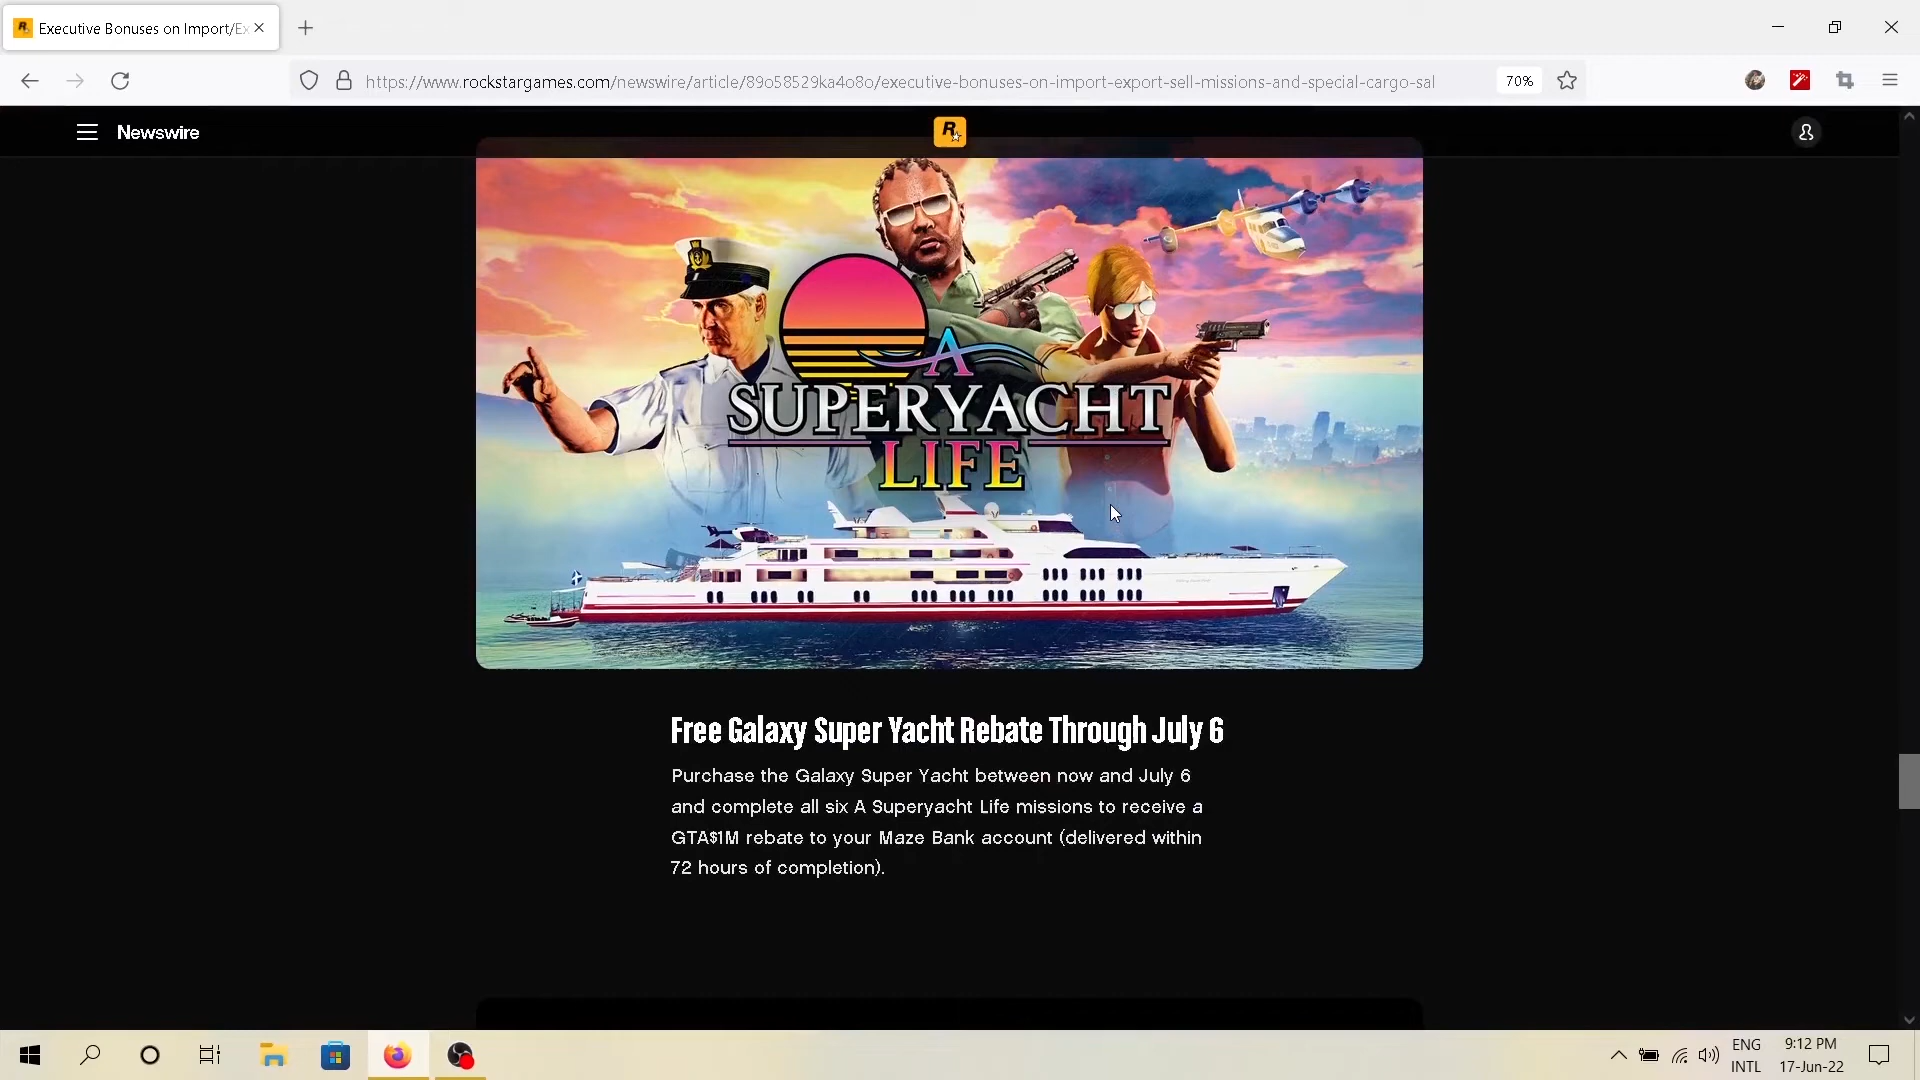 Executive Bonuses on Import/Ex
https://www.rockstargames.com/newswire/article/89o58529ka4o8o/executive-bonuses-on-import-export-sell-missions-and-special-cargo-sal
70%
Newswire
R
A
SUPERYACHT
LIFE
Free Galaxy Super Yacht Rebate Through July 6
Purchase the Galaxy Super Yacht between now and July 6
and complete all six A Superyacht Life missions to receive a
GTA$1M rebate to your Maze Bank account (delivered within
72 hours of completion).
ENG
INTL
9:12 PM
17-Jun-22